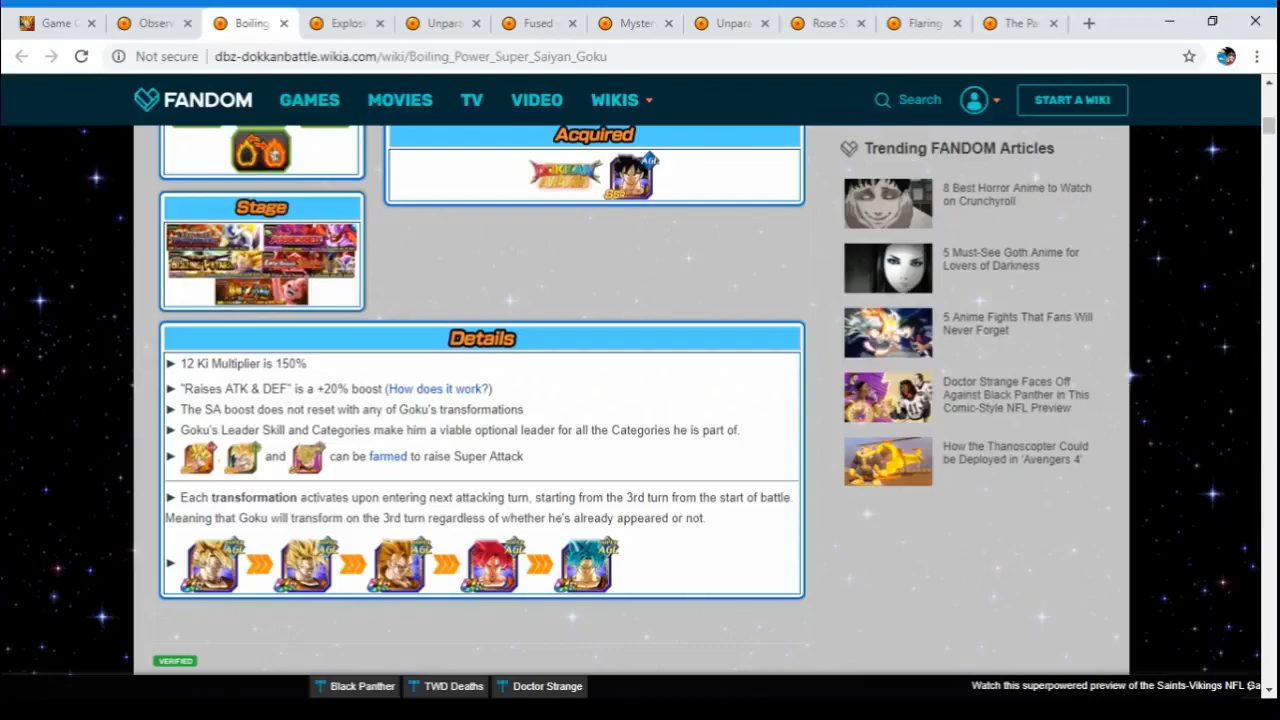 Game
Observ
Boiling
Explos
Unpara
Fused
Myster
Unpara
Rose S
Flaring
The Pa
Not secure
dbz-dokkanbattle.wikia.com/wiki/Boiling_Power_Super_Saiyan_Goku
FANDOM
GAMES
MOVIES
TV
VIDEO
WIKIS
Search
START A WIKI
Acquired
AGL
SSR
Stage
Details
► 12 Ki Multiplier is 150%
► "Raises ATK & DEF" is a +20% boost (How does it work?)
► The SA boost does not reset with any of Goku's transformations
► Goku's Leader Skill and Categories make him a viable optional leader for all the Categories he is part of.
► , and can be farmed to raise Super Attack
► Each transformation activates upon entering next attacking turn, starting from the 3rd turn from the start of battle.
Meaning that Goku will transform on the 3rd turn regardless of whether he's already appeared or not.
►
AGL AGL AGL AGL AGL
VERIFIED
Trending FANDOM Articles
8 Best Horror Anime to Watch
on Crunchyroll
5 Must-See Goth Anime for
Lovers of Darkness
5 Anime Fights That Fans Will
Never Forget
Doctor Strange Faces Off
Against Black Panther in This
Comic-Style NFL Preview
How the Thanoscopter Could
be Deployed in 'Avengers 4'
Black Panther
TWD Deaths
Doctor Strange
Watch this superpowered preview of the Saints-Vikings NFL Ga